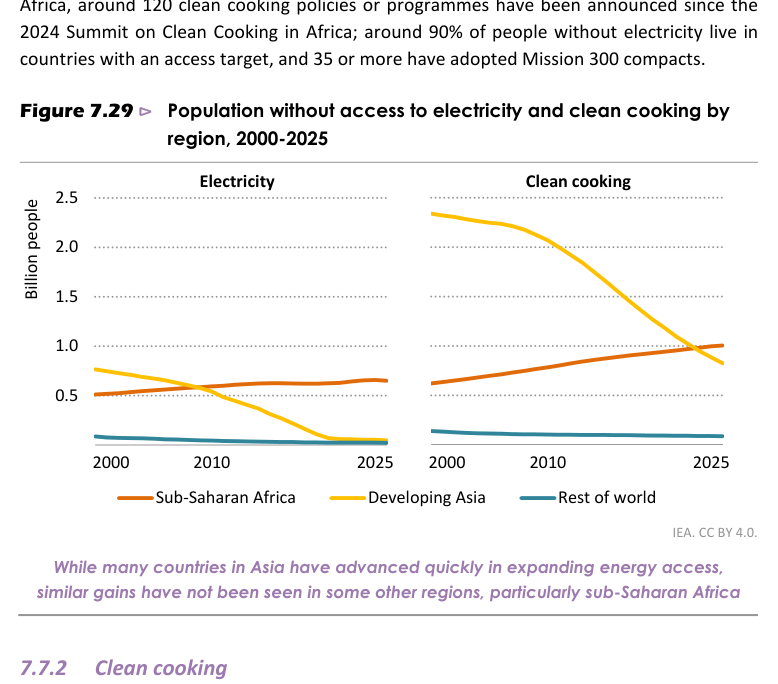 Africa, around 120 clean cooking policies or programmes have been announced since the
2024 Summit on Clean Cooking in Africa; around 90% of people without electricity live in
countries with an access target, and 35 or more have adopted Mission 300 compacts.
Figure 7.29 ⊳ Population without access to electricity and clean cooking by
region, 2000-2025
Electricity
Clean cooking
Billion people
2.5
2.0
1.5
1.0
0.5
2000 2010 2025
2000 2010 2025
Sub-Saharan Africa Developing Asia Rest of world
IEA. CC BY 4.0.
While many countries in Asia have advanced quickly in expanding energy access,
similar gains have not been seen in some other regions, particularly sub-Saharan Africa
7.7.2 Clean cooking